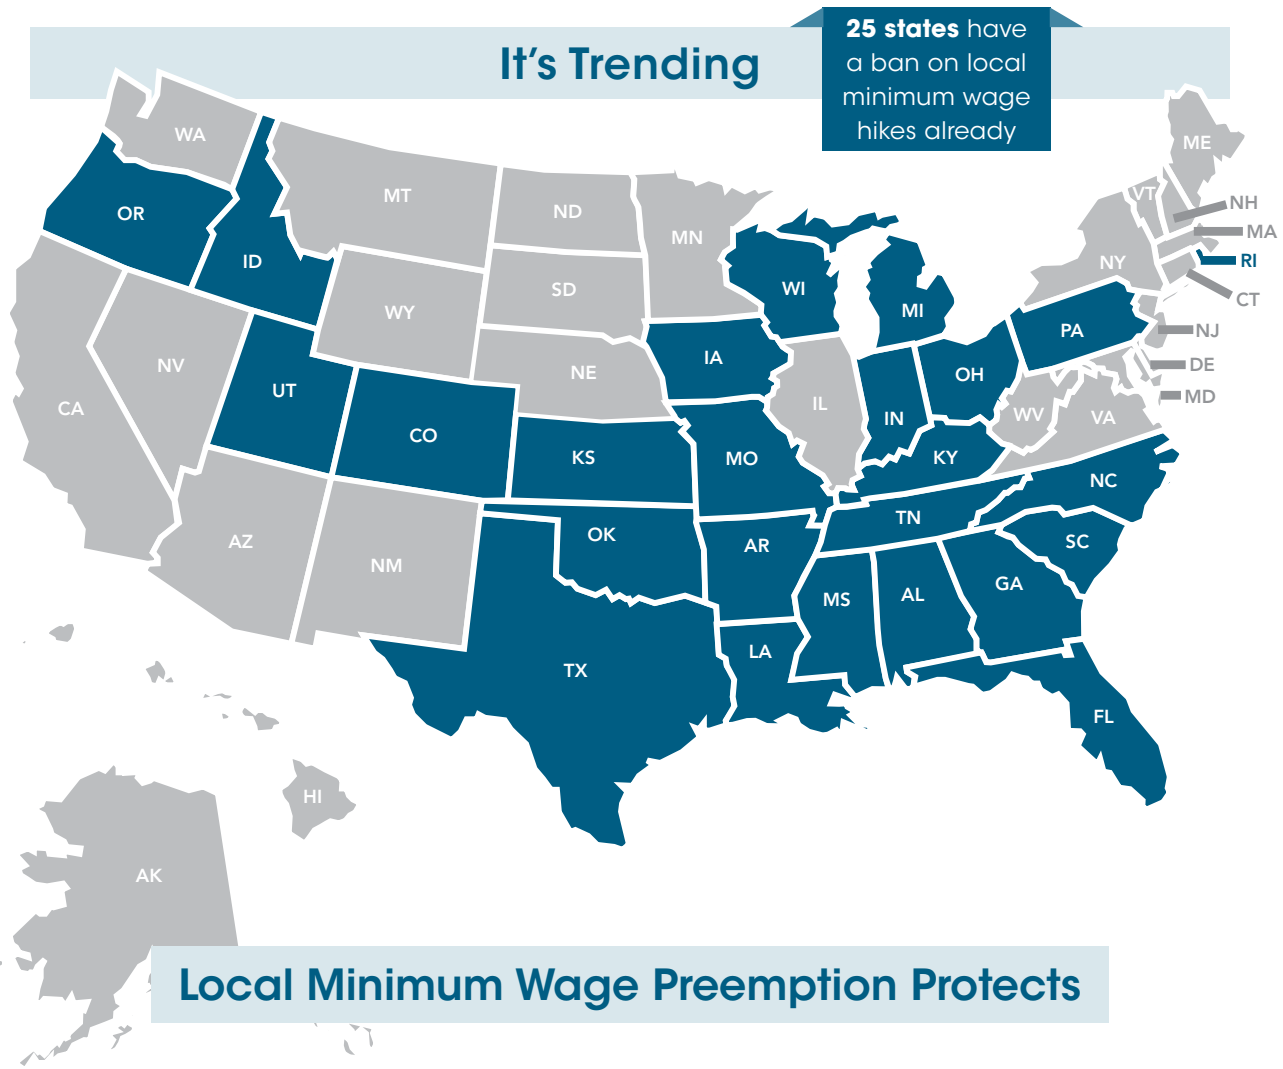 It's Trending
25 states have
a ban on local
minimum wage
hikes already
WA
OR
ID
MT
ND
MN
SD
WY
NE
NV
CA
UT
CO
KS
AZ
NM
OK
TX
IA
MO
AR
LA
WI
IL
MI
IN
OH
KY
TN
MS
AL
GA
FL
SC
NC
VA
WV
PA
NY
VT
ME
NH
MA
RI
CT
NJ
DE
MD
HI
AK
Local Minimum Wage Preemption Protects